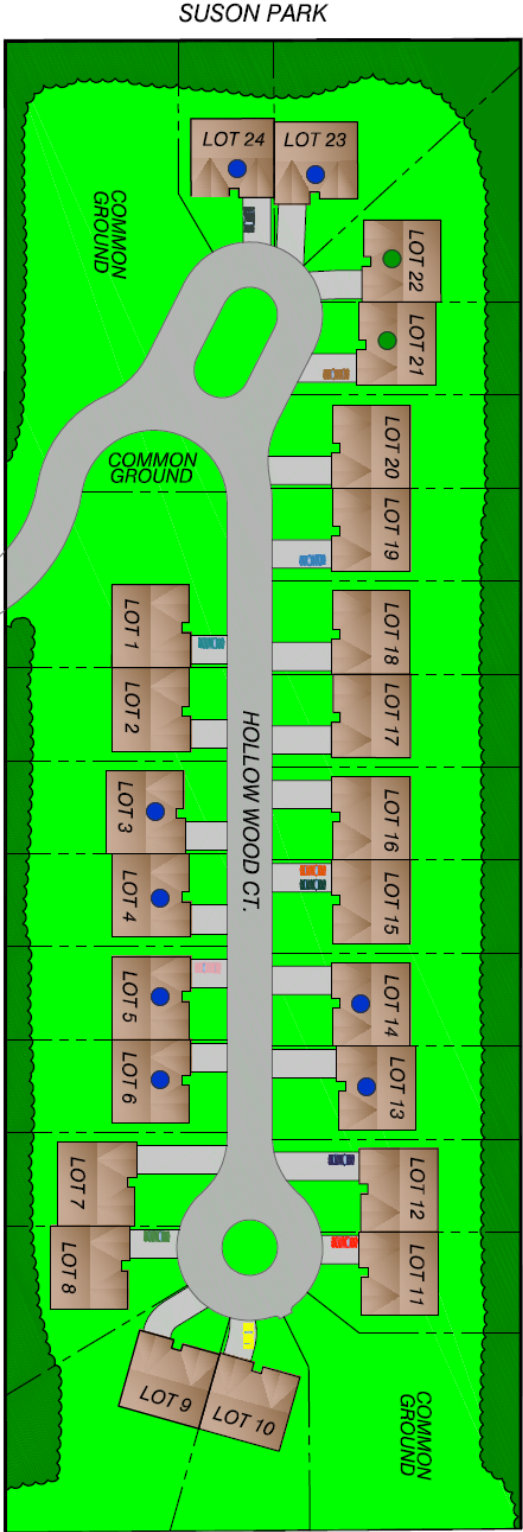 SUSON PARK
LOT 24
LOT 23
COMMON
GROUND
LOT 22
LOT 21
COMMON
GROUND
LOT 20
LOT 19
LOT 1
LOT 18
LOT 2
LOT 17
HOLLOW WOOD CT.
LOT 3
LOT 16
LOT 4
LOT 15
LOT 5
LOT 14
LOT 6
LOT 13
LOT 7
LOT 12
LOT 8
LOT 11
LOT 9
LOT 10
COMMON
GROUND